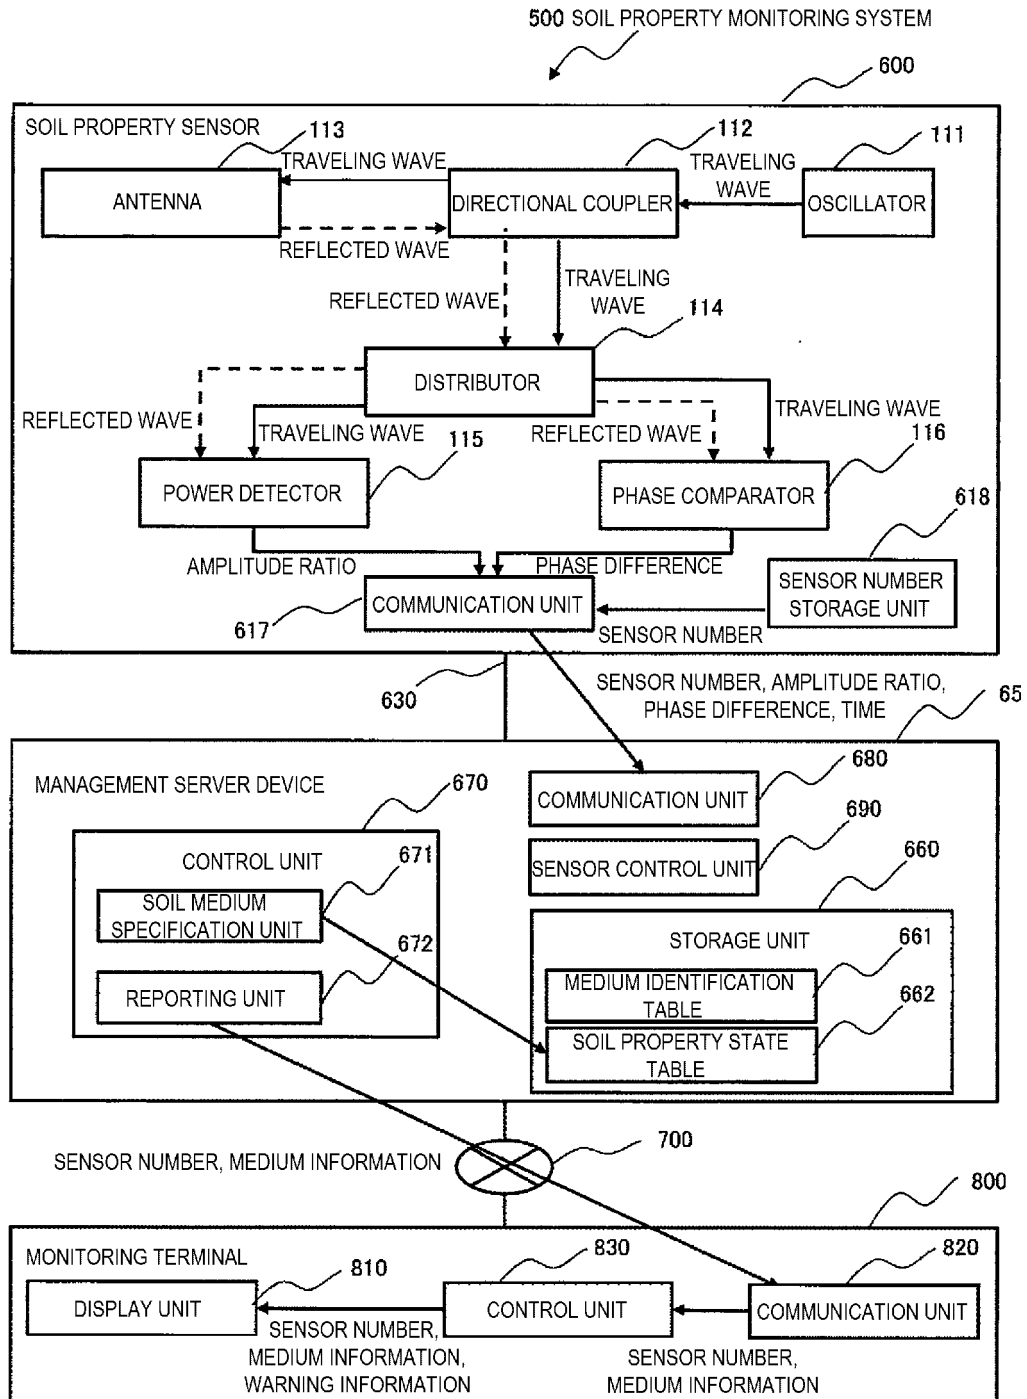 500 SOIL PROPERTY MONITORING SYSTEM
600
SOIL PROPERTY SENSOR
113
112
111
TRAVELING WAVE
TRAVELING
WAVE
ANTENNA
DIRECTIONAL COUPLER
OSCILLATOR
REFLECTED WAVE
REFLECTED WAVE
TRAVELING
WAVE
114
DISTRIBUTOR
REFLECTED WAVE
TRAVELING WAVE
REFLECTED WAVE
TRAVELING WAVE
115
116
POWER DETECTOR
PHASE COMPARATOR
618
AMPLITUDE RATIO
PHASE DIFFERENCE
SENSOR NUMBER
STORAGE UNIT
COMMUNICATION UNIT
617
SENSOR NUMBER
630
SENSOR NUMBER, AMPLITUDE RATIO,
PHASE DIFFERENCE, TIME
65
MANAGEMENT SERVER DEVICE
670
680
COMMUNICATION UNIT
690
CONTROL UNIT
671
SENSOR CONTROL UNIT
660
SOIL MEDIUM
SPECIFICATION UNIT
672
STORAGE UNIT
661
REPORTING UNIT
MEDIUM IDENTIFICATION
TABLE
662
SOIL PROPERTY STATE
TABLE
700
SENSOR NUMBER, MEDIUM INFORMATION
800
MONITORING TERMINAL
810
830
820
DISPLAY UNIT
CONTROL UNIT
COMMUNICATION UNIT
SENSOR NUMBER,
MEDIUM INFORMATION,
WARNING INFORMATION
SENSOR NUMBER,
MEDIUM INFORMATION